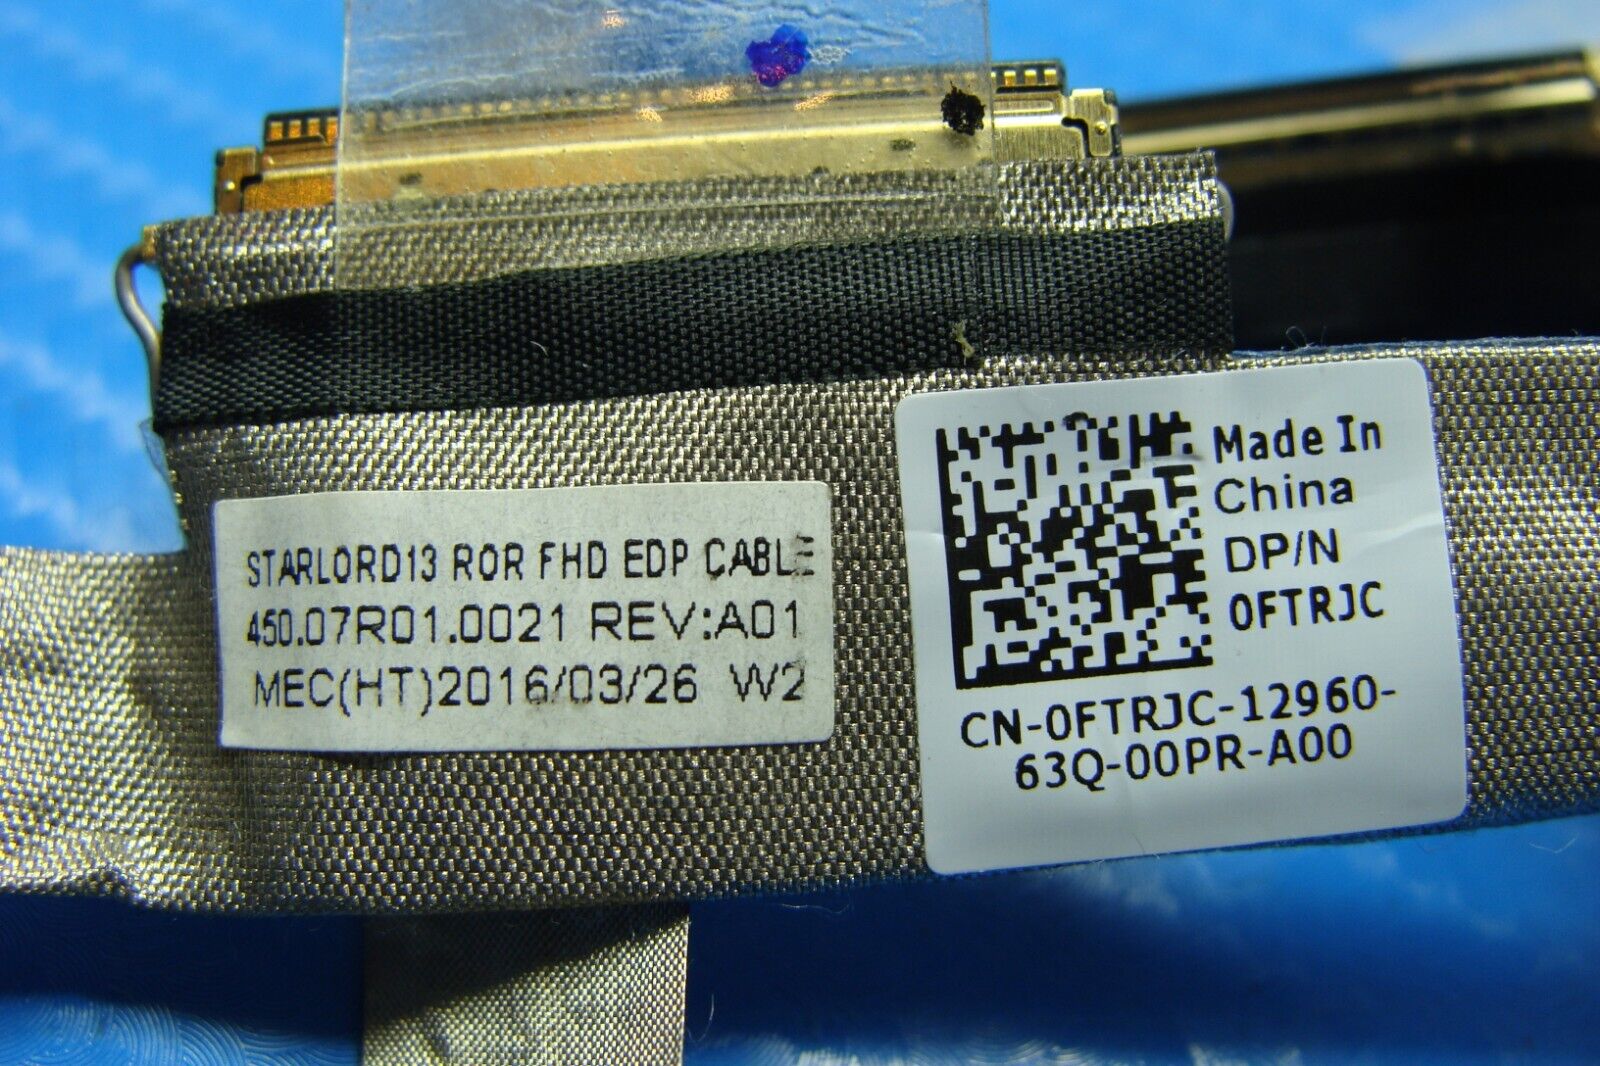 STARLORD13 ROR FHD EDP CABLE
450.07R01.0021 REV:A01
MEC(HT)2016/03/26 W2
Made In
China
DP/N
0FTRJC
CN-0FTRJC-12960-
63Q-00PR-A00